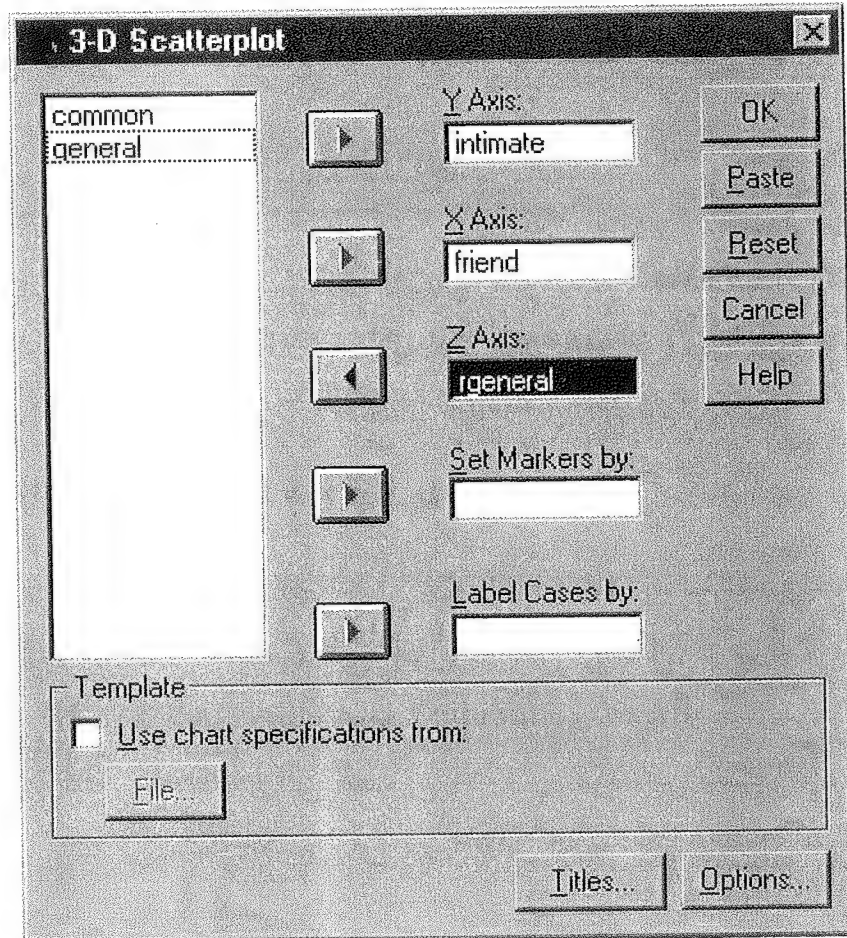 3-D Scatterplot
common
general
Y Axis:
intimate
X Axis:
friend
Z Axis:
rgeneral
Set Markers by:
Label Cases by:
OK
Paste
Reset
Cancel
Help
Template
Use chart specifications from:
File...
Titles...
Options...